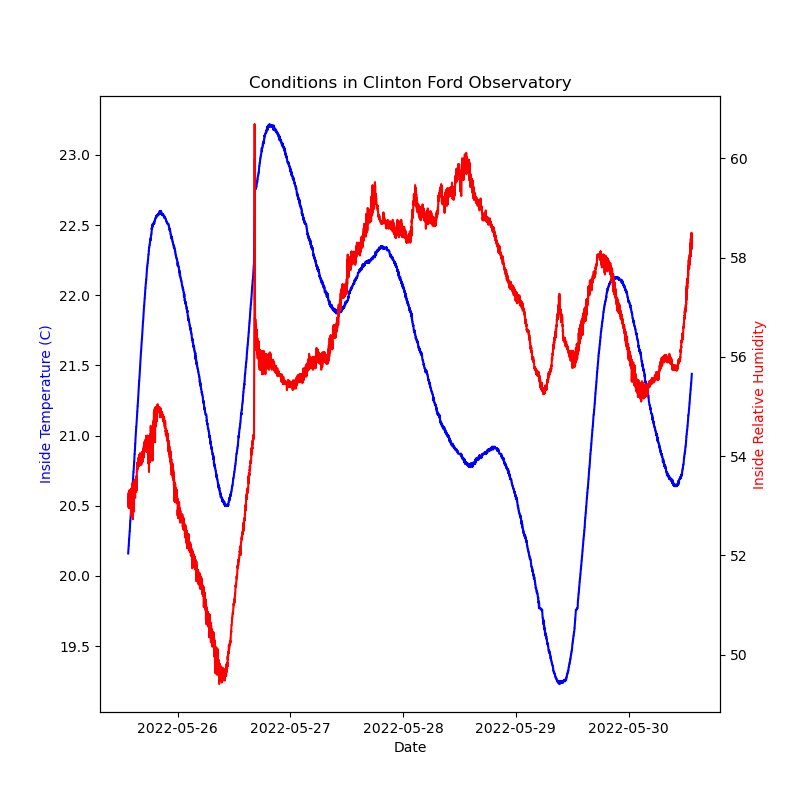 Conditions in Clinton Ford Observatory
Inside Temperature (C)
23.0
22.5
22.0
21.5
21.0
20.5
20.0
19.5
60
58
56
54
52
50
Inside Relative Humidity
2022-05-26 2022-05-27 2022-05-28 2022-05-29 2022-05-30
Date